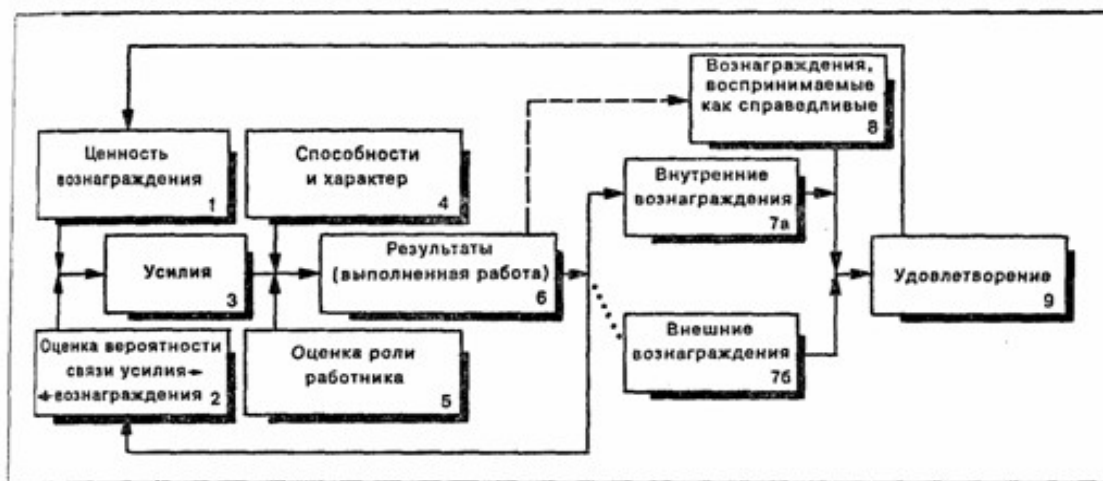 Ценность
вознаграждения
1
Оценка вероятности
связи усилия-
+вознаграждения
2
Усилия
3
Способности
и характер
4
Оценка роли
работника
5
Результаты
(выполненная работа)
6
Внутренние
вознаграждения
7а
Внешние
вознаграждения
7б
Вознаграждения,
воспринимаемые
как справедливые
8
Удовлетворение
9